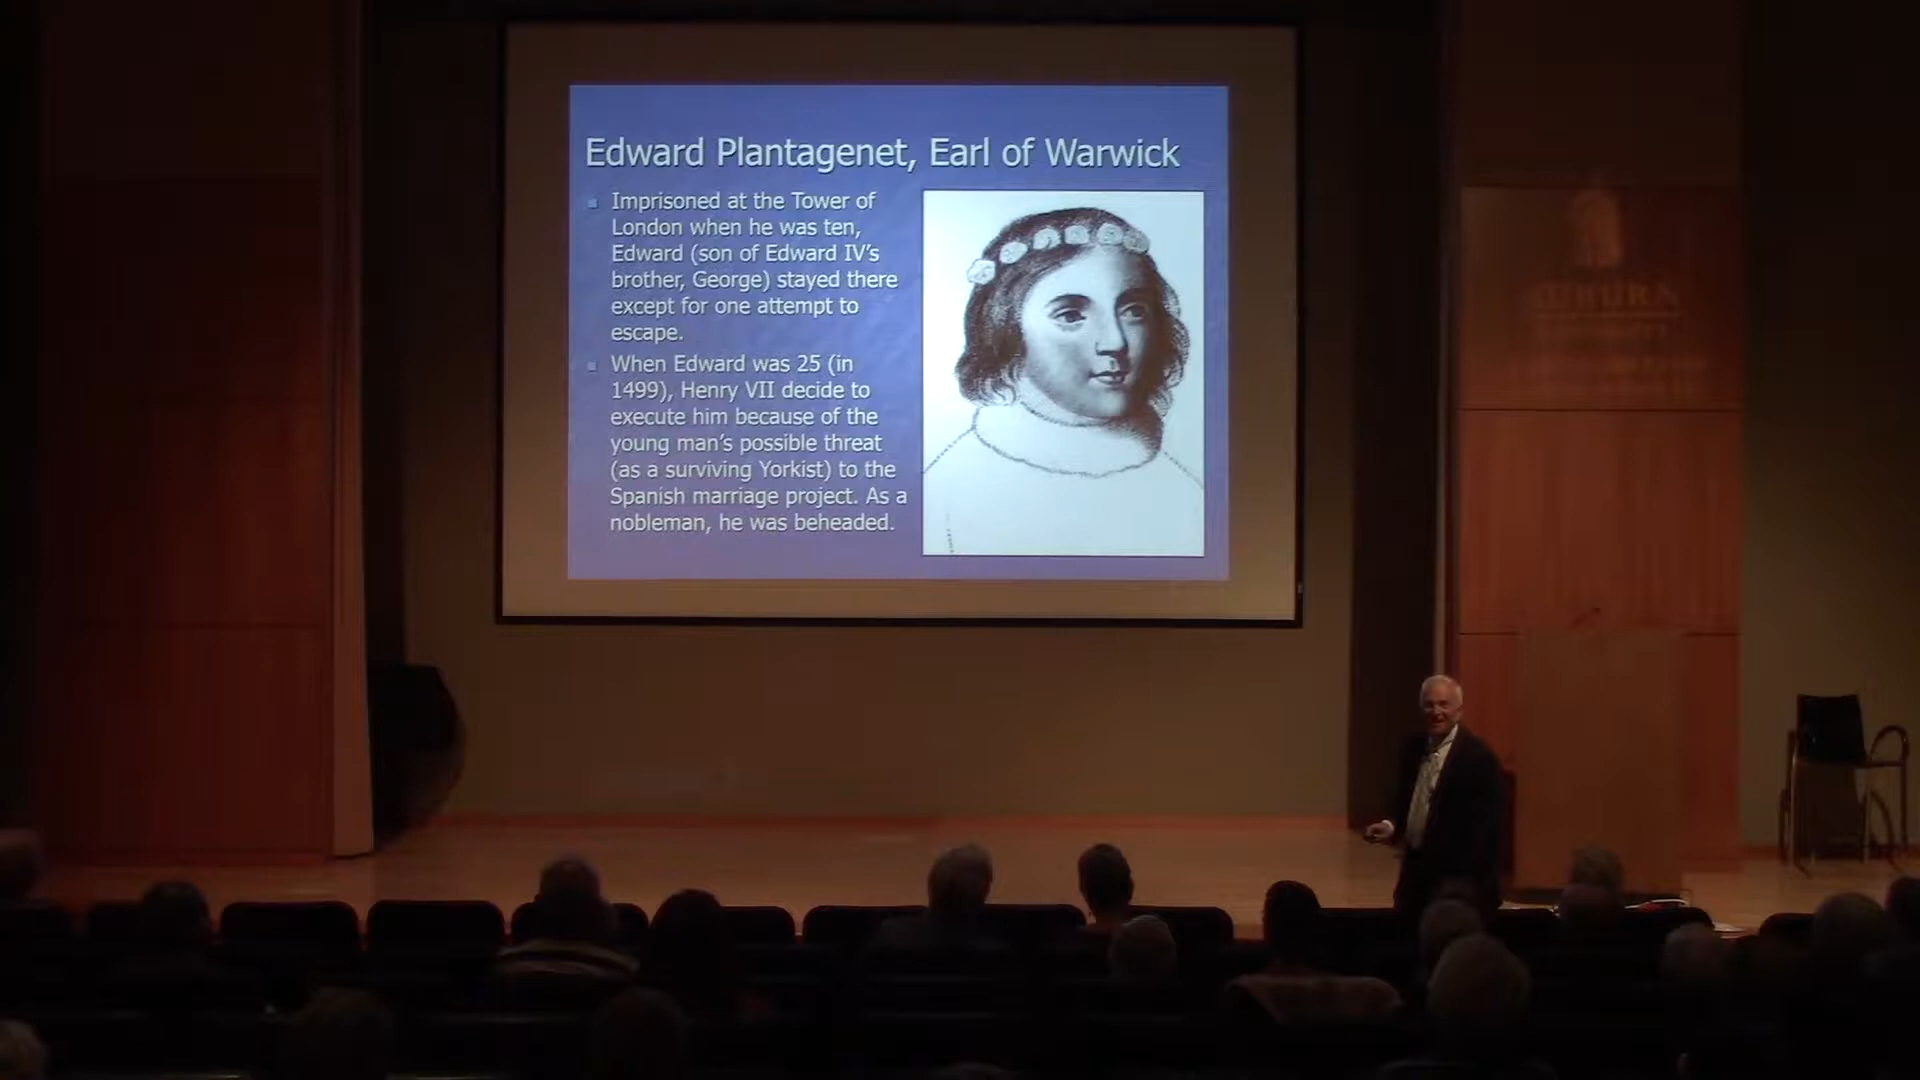 Edward Plantagenet, Earl of Warwick
Imprisoned at the Tower of
London when he was ten,
Edward (son of Edward IV's
brother, George) stayed there
except for one attempt to
escape.
When Edward was 25 (in
1499), Henry VII decide to
execute him because of the
young man's possible threat
(as a surviving Yorkist) to the
Spanish marriage project. As a
nobleman, he was beheaded.
AUBURN